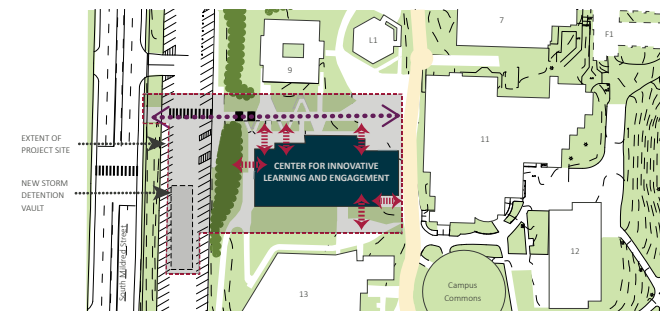 7
F1
L1
9
EXTENT OF
PROJECT SITE
11
CENTER FOR INNOVATIVE
LEARNING AND ENGAGEMENT
NEW STORM
DETENTION
VAULT
South Mildred Street
12
Campus
Commons
13